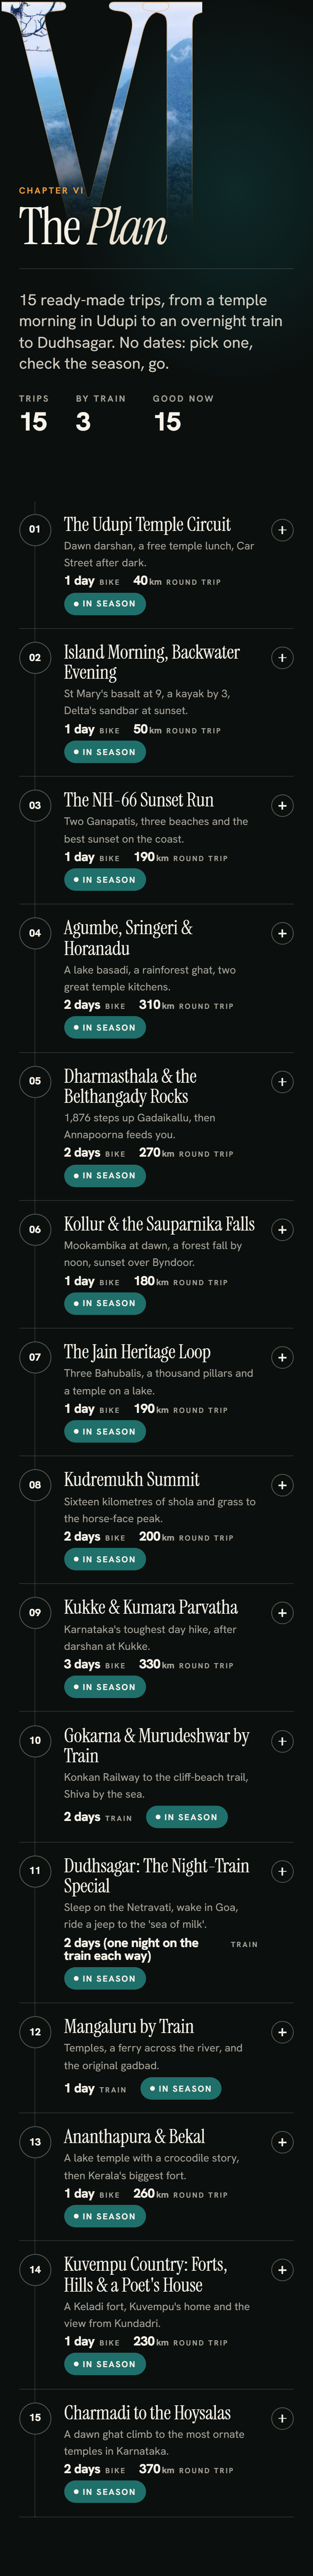 VI
CHAPTER VI
The Plan
15 ready-made trips, from a temple
morning in Udupi to an overnight train
to Dudhsagar. No dates: pick one,
check the season, go.
TRIPS BY TRAIN GOOD NOW
15 3 15
01 The Udupi Temple Circuit +
Dawn darshan, a free temple lunch, Car
Street after dark.
1 day BIKE 40 km ROUND TRIP
IN SEASON
02 Island Morning, Backwater +
Evening
St Mary's basalt at 9, a kayak by 3,
Delta's sandbar at sunset.
1 day BIKE 50 km ROUND TRIP
IN SEASON
03 The NH-66 Sunset Run +
Two Ganapatis, three beaches and the
best sunset on the coast.
1 day BIKE 190 km ROUND TRIP
IN SEASON
04 Agumbe, Sringeri & +
Horanadu
A lake basadi, a rainforest ghat, two
great temple kitchens.
2 days BIKE 310 km ROUND TRIP
IN SEASON
05 Dharmasthala & the +
Belthangady Rocks
1,876 steps up Gadaikallu, then
Annapoorna feeds you.
2 days BIKE 270 km ROUND TRIP
IN SEASON
06 Kollur & the Sauparnika Falls +
Mookambika at dawn, a forest fall by
noon, sunset over Byndoor.
1 day BIKE 180 km ROUND TRIP
IN SEASON
07 The Jain Heritage Loop +
Three Bahubalis, a thousand pillars and
a temple on a lake.
1 day BIKE 190 km ROUND TRIP
IN SEASON
08 Kudremukh Summit +
Sixteen kilometres of shola and grass to
the horse-face peak.
2 days BIKE 200 km ROUND TRIP
IN SEASON
09 Kukke & Kumara Parvatha +
Karnataka's toughest day hike, after
darshan at Kukke.
3 days BIKE 330 km ROUND TRIP
IN SEASON
10 Gokarna & Murudeshwar by +
Train
Konkan Railway to the cliff-beach trail,
Shiva by the sea.
2 days TRAIN IN SEASON
11 Dudhsagar: The Night-Train +
Special
Sleep on the Netravati, wake in Goa,
ride a jeep to the 'sea of milk'.
2 days (one night on the TRAIN
train each way)
IN SEASON
12 Mangaluru by Train +
Temples, a ferry across the river, and
the original gadbad.
1 day TRAIN IN SEASON
13 Ananthapura & Bekal +
A lake temple with a crocodile story,
then Kerala's biggest fort.
1 day BIKE 260 km ROUND TRIP
IN SEASON
14 Kuvempu Country: Forts, +
Hills & a Poet's House
A Keladi fort, Kuvempu's home and the
view from Kundadri.
1 day BIKE 230 km ROUND TRIP
IN SEASON
15 Charmadi to the Hoysalas +
A dawn ghat climb to the most ornate
temples in Karnataka.
2 days BIKE 370 km ROUND TRIP
IN SEASON